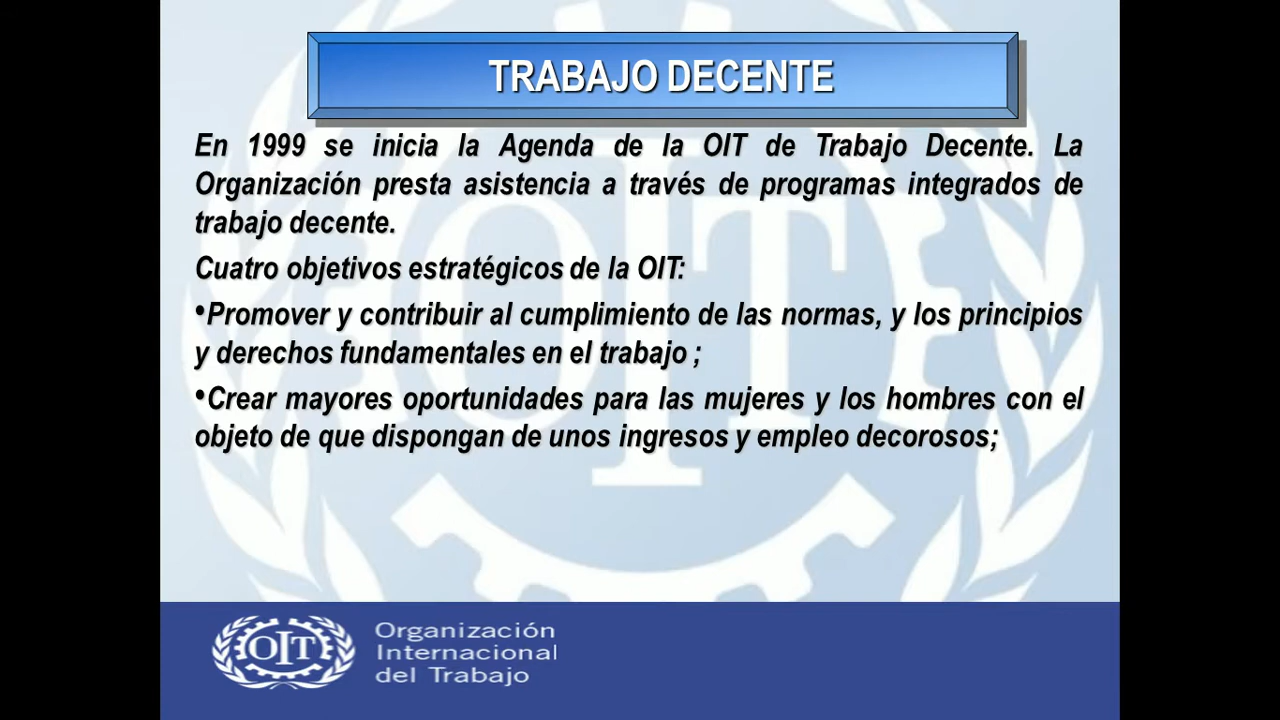 TRABAJO DECENTE
En 1999 se inicia la Agenda de la OIT de Trabajo Decente. La
Organización presta asistencia a través de programas integrados de
trabajo decente.
Cuatro objetivos estratégicos de la OIT:
•Promover y contribuir al cumplimiento de las normas, y los principios
y derechos fundamentales en el trabajo ;
•Crear mayores oportunidades para las mujeres y los hombres con el
objeto de que dispongan de unos ingresos y empleo decorosos;
OIT
OIT
Organización
Internacional
del Trabajo